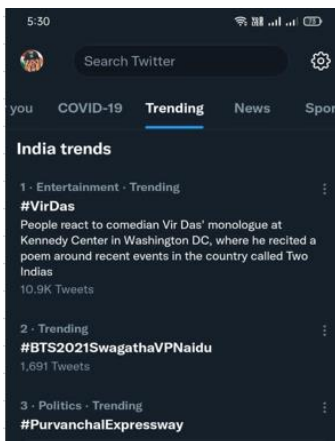 5:30
Search Twitter
you COVID-19 Trending News Spor
India trends
1 · Entertainment · Trending
#VirDas
People react to comedian Vir Das' monologue at
Kennedy Center in Washington DC, where he recited a
poem around recent events in the country called Two
Indias
10.9K Tweets
2 · Trending
#BTS2021SwagathaVPNaidu
1,691 Tweets
3 · Politics · Trending
#PurvanchalExpressway